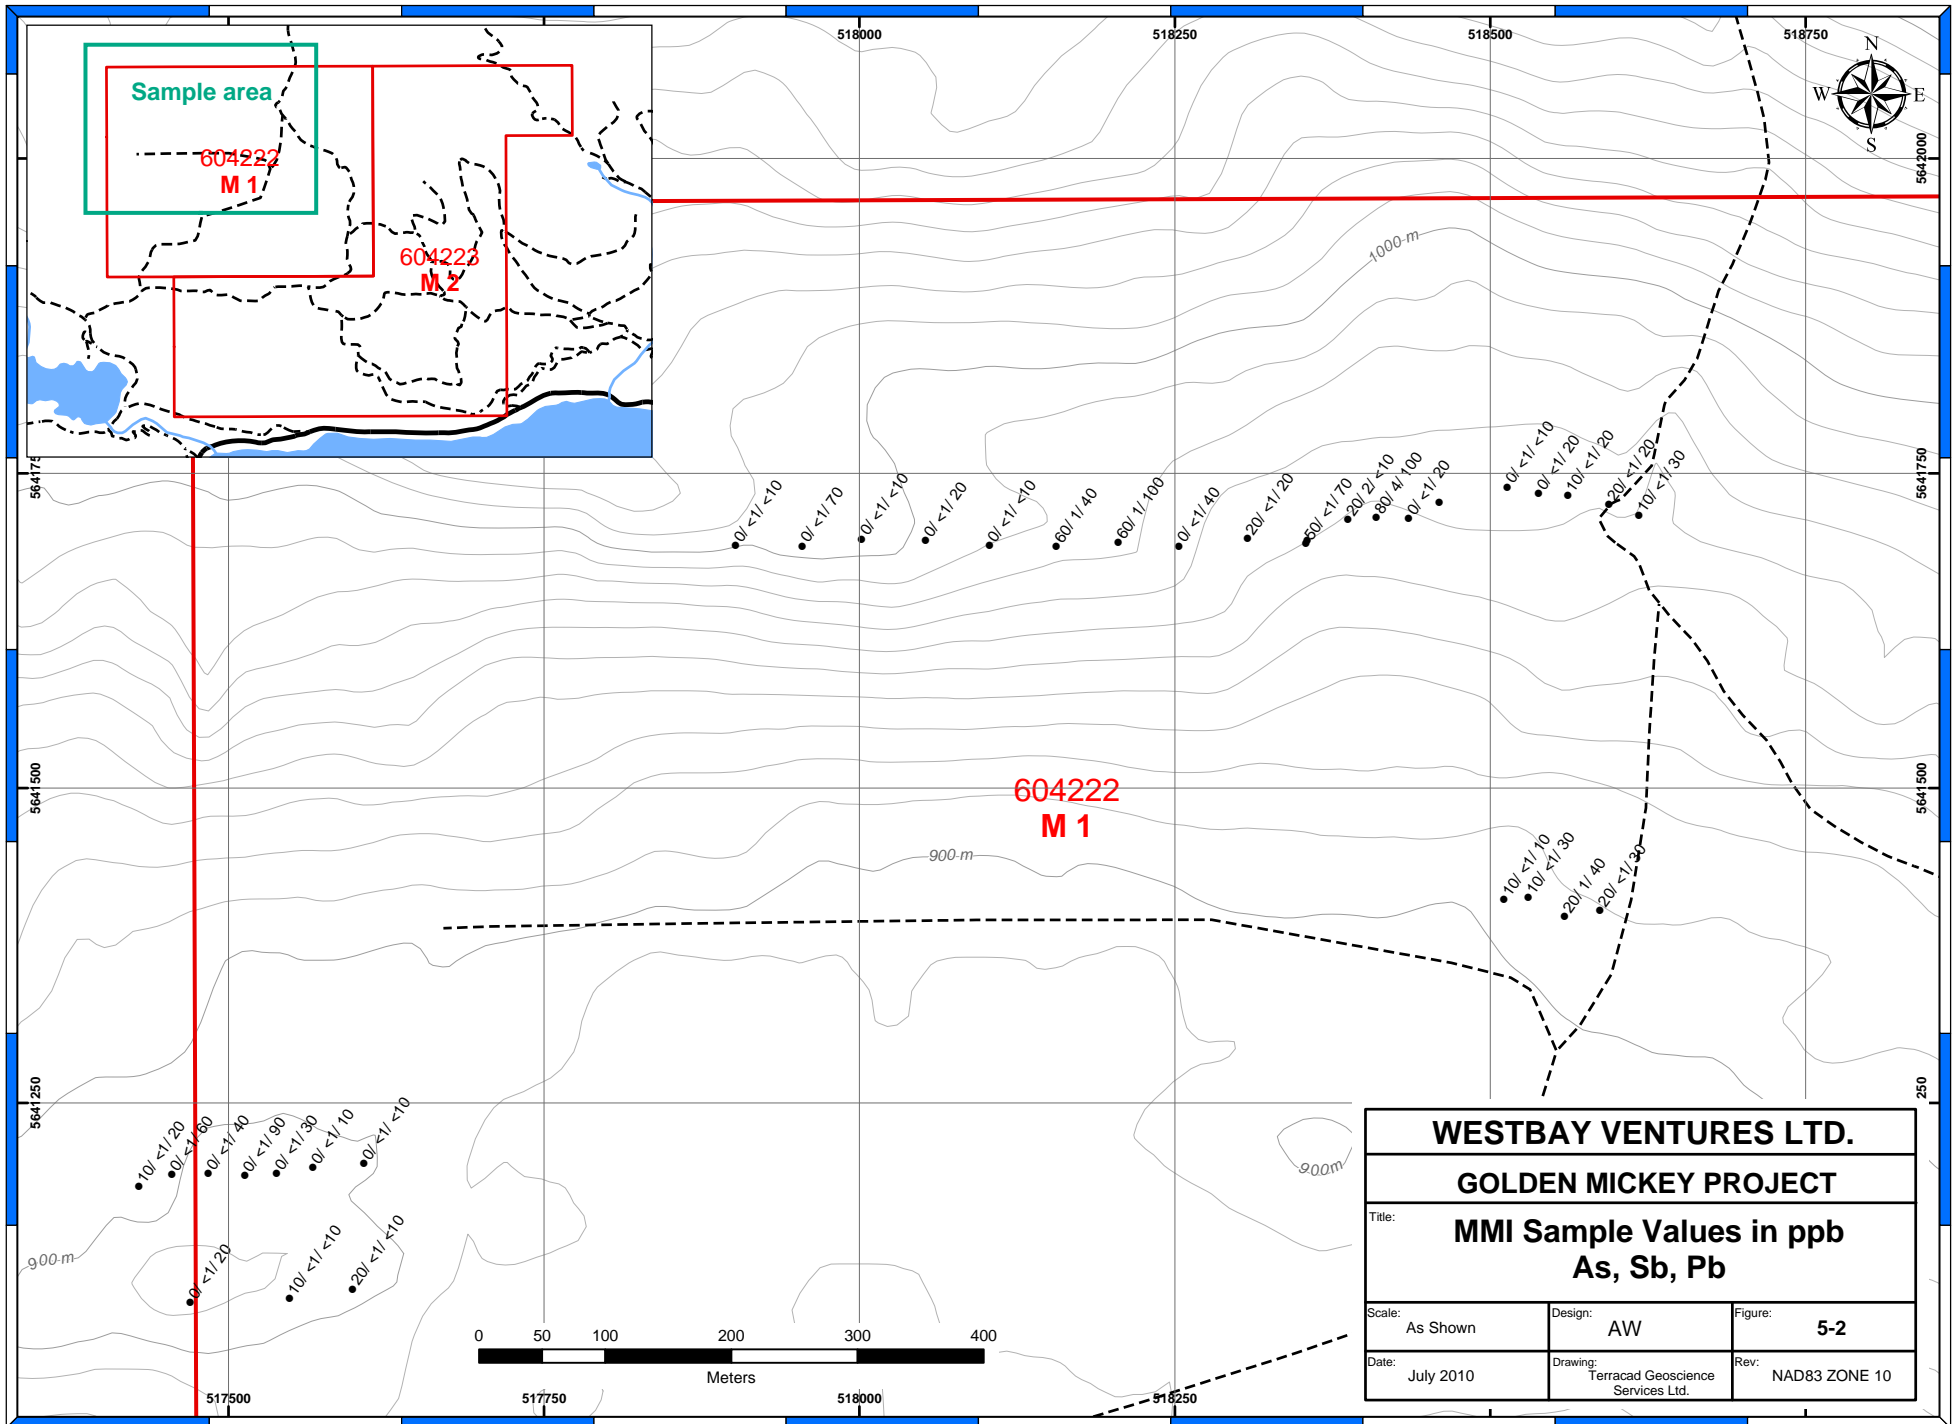 518000
518250
518500
518750
N
W
E
S
Sample area
604222
M 1
604223
M 2
5642000
1000 m
564175
5641750
0/ <1/ <10
0/ <1/ 70
0/ <1/ <10
0/ <1/ 20
0/ <1/ <10
60/ 1/ 40
60/ 1/ 100
0/ <1/ 40
20/ <1/ 20
50/ <1/ 70
20/ 2/ <10
80/ 4/ 100
0/ <1/ 20
0/ <1/ <10
0/ <1/ 20
10/ <1/ 20
20/ <1/ 20
10/ <1/ 30
5641500
5641500
604222
M 1
900 m
10/ <1/ 10
10/ <1/ 30
20/ 1/ 40
20/ <1/ 30
5641250
250
10/ <1/ 20
0/ <1/ 60
0/ <1/ 40
0/ <1/ 90
0/ <1/ 30
0/ <1/ 10
0/ <1/ <10
900 m
900 m
0/ <1/ 20
10/ <1/ <10
20/ <1/ <10
0 50 100 200 300 400
Meters
517500
517750
518000
518250
WESTBAY VENTURES LTD.
GOLDEN MICKEY PROJECT
Title:
MMI Sample Values in ppb
As, Sb, Pb
Scale:
As Shown
Design:
AW
Figure:
5-2
Date:
July 2010
Drawing:
Terracad Geoscience
Services Ltd.
Rev:
NAD83 ZONE 10